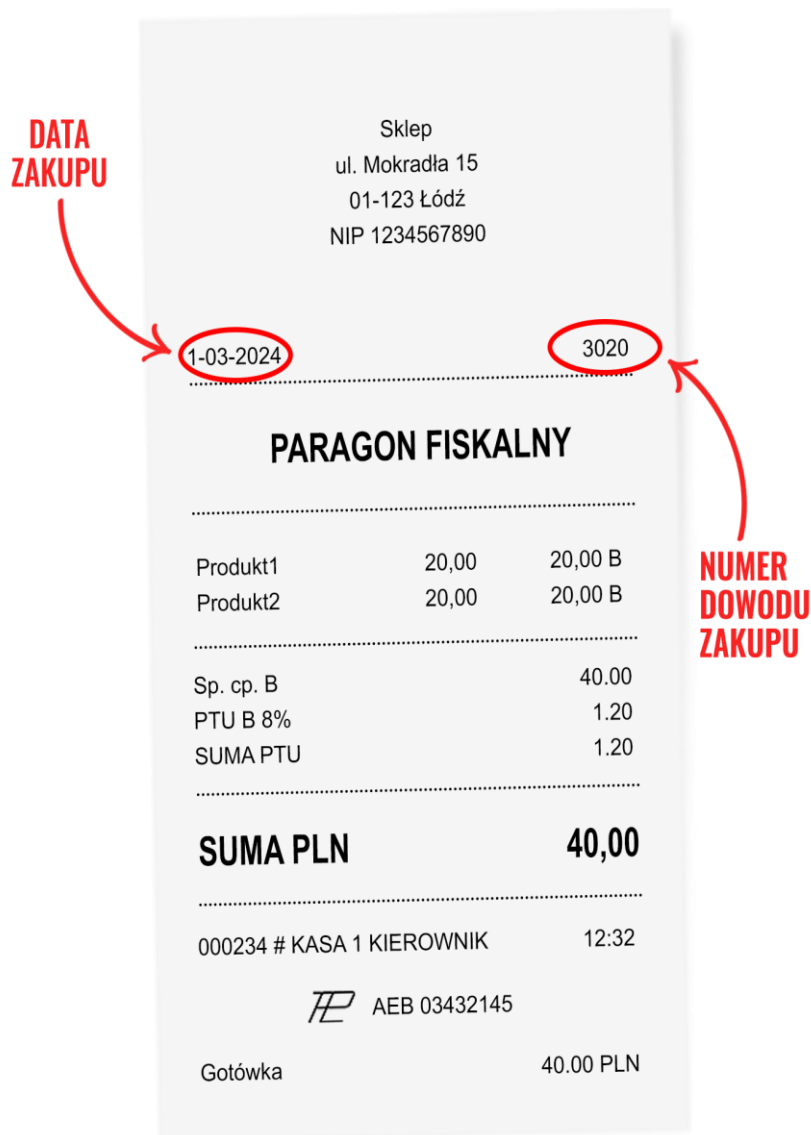 DATA
ZAKUPU
Sklep
ul. Mokradła 15
01-123 Łódź
NIP 1234567890
1-03-2024 3020
PARAGON FISKALNY
Produkt1 20,00 20,00 B
Produkt2 20,00 20,00 B
NUMER
DOWODU
ZAKUPU
Sp. cp. B 40.00
PTU B 8% 1.20
SUMA PTU 1.20
SUMA PLN 40,00
000234 # KASA 1 KIEROWNIK 12:32
AEB 03432145
Gotówka 40.00 PLN